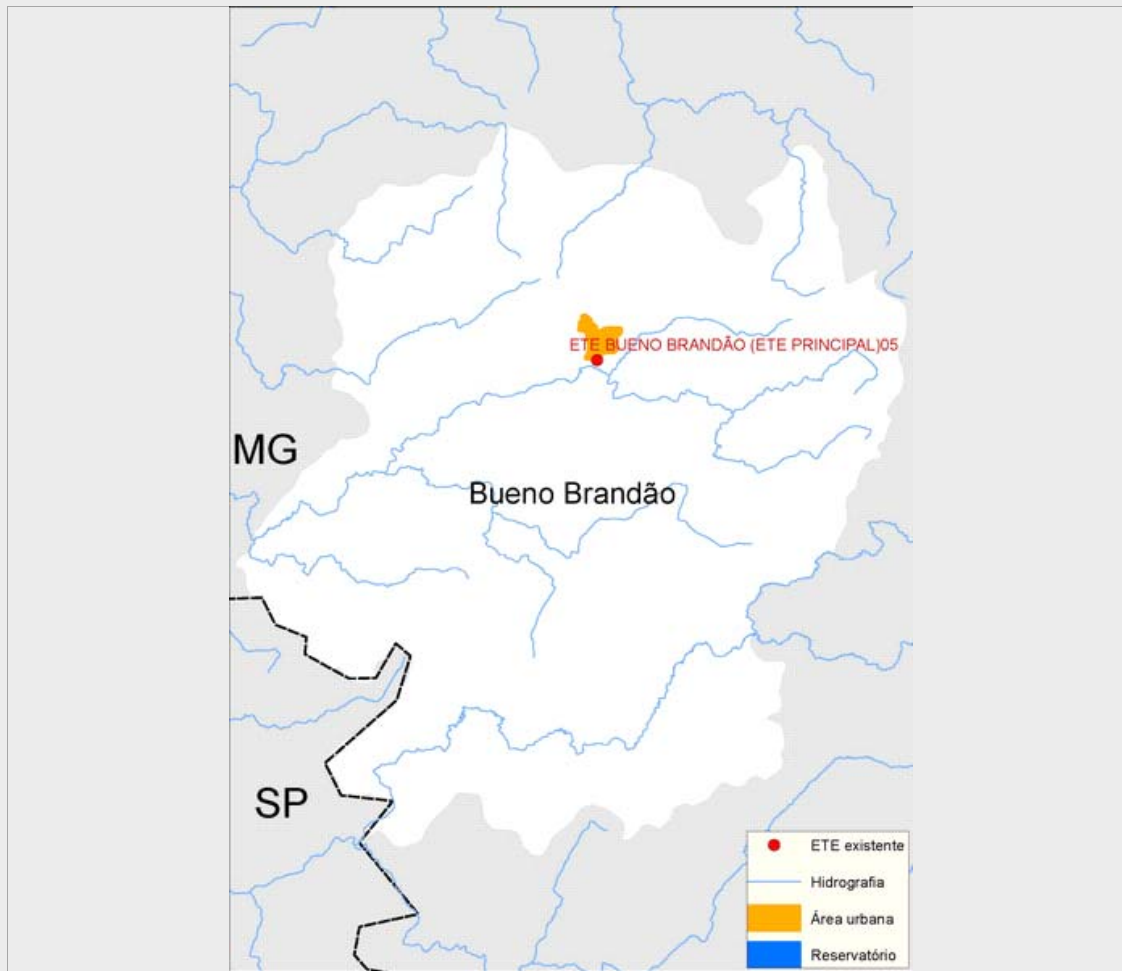 ETE BUENO BRANDÃO (ETE PRINCIPAL)05
MG
Bueno Brandão
SP
ETE existente
Hidrografia
Área urbana
Reservatório